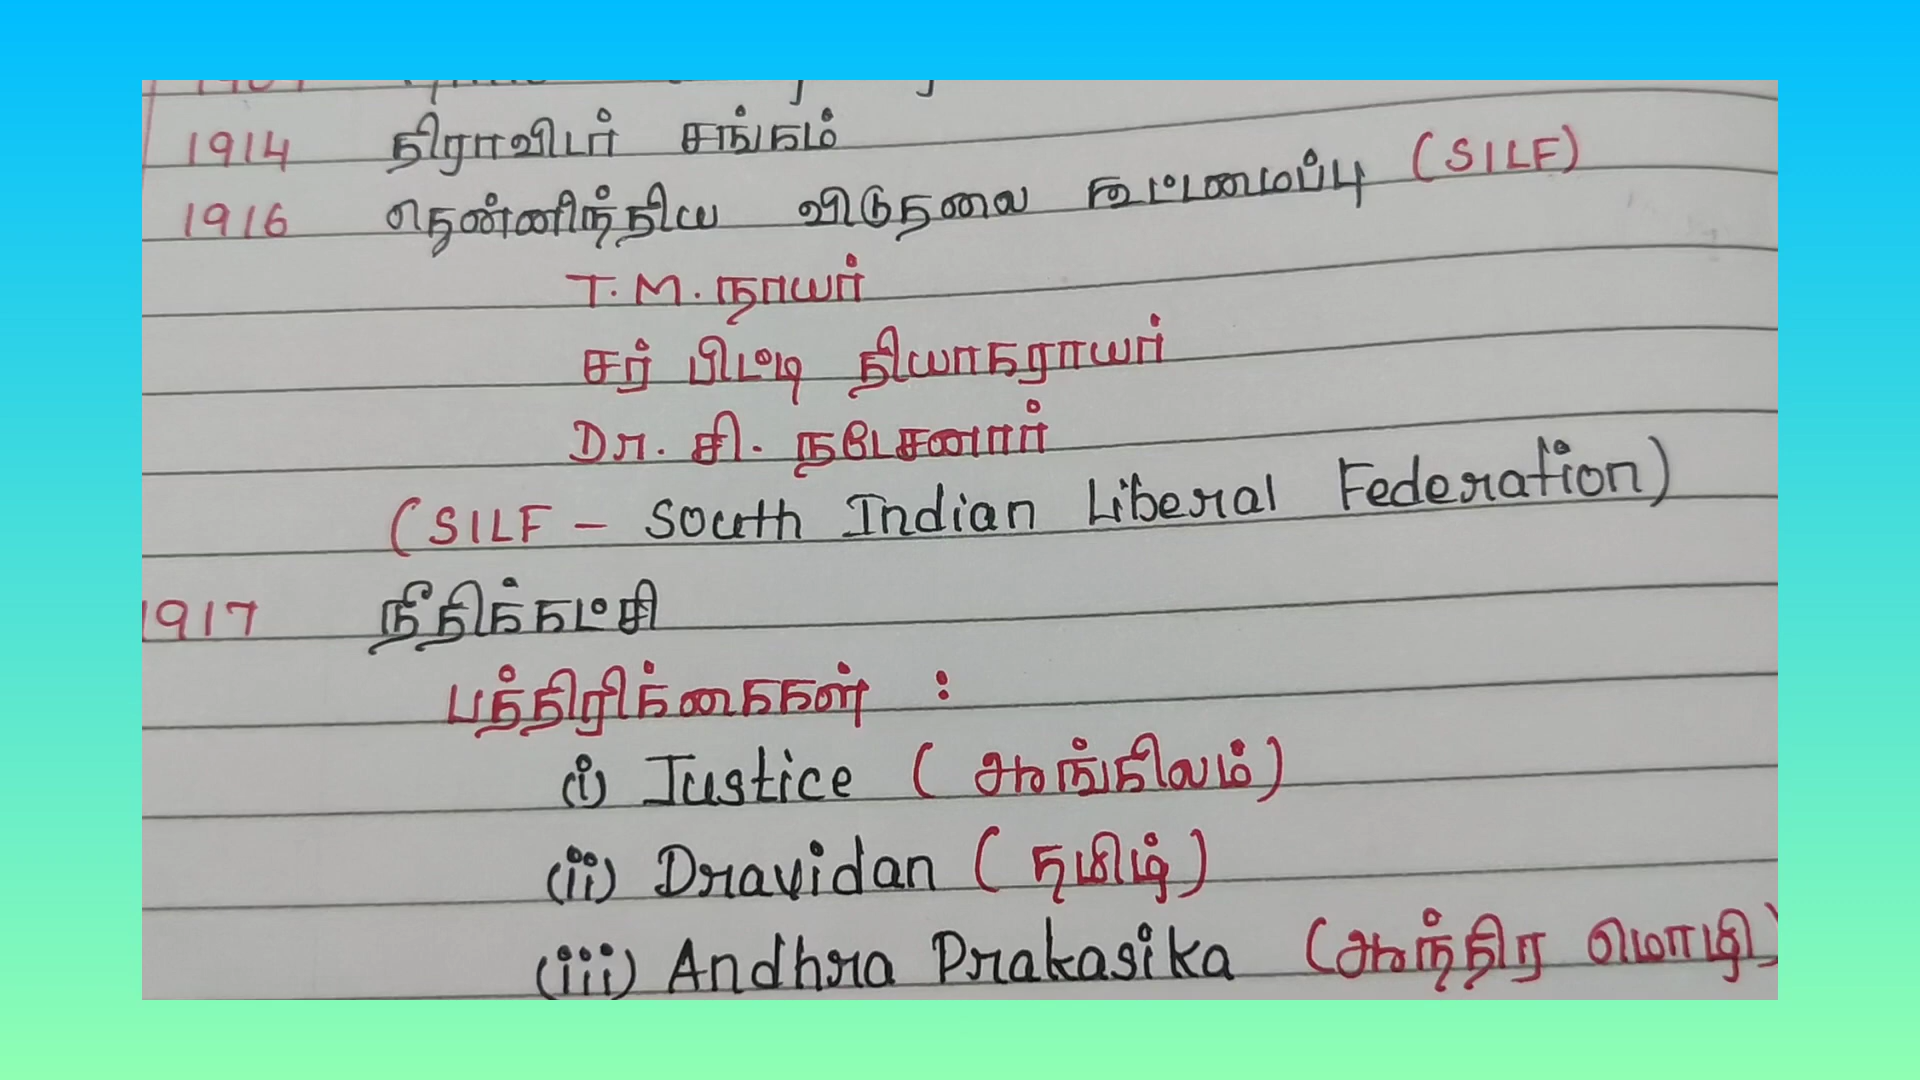 1914 திராவிடர் சங்கம்
1916 தென்னிந்திய விடுதலை கூட்டமைப்பு (SILF)
T.M. நாயர்
சர் பிட்டி தியாகராயர்
Dr. சி. நடேசனார்
(SILF - South Indian Liberal Federation)
1917 நீதிக்கட்சி
பத்திரிக்கைகள் :
(i) Justice (ஆங்கிலம்)
(ii) Dravidan (தமிழ்)
(iii) Andhra Prakasika (ஆந்திர மொழி)